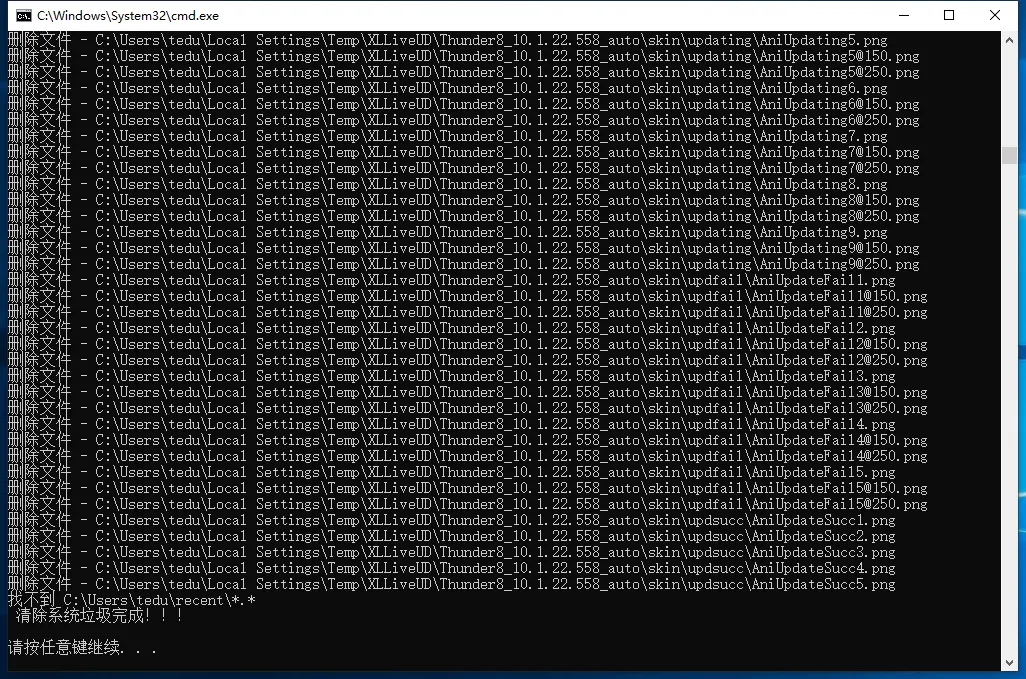 C:\Windows\System32\cmd.exe
删除文件 - C:\Users\tedu\Local Settings\Temp\XLLiveUD\Thunder8_10.1.22.558_auto\skin\updating\AniUpdating5.png
删除文件 - C:\Users\tedu\Local Settings\Temp\XLLiveUD\Thunder8_10.1.22.558_auto\skin\updating\AniUpdating5@150.png
删除文件 - C:\Users\tedu\Local Settings\Temp\XLLiveUD\Thunder8_10.1.22.558_auto\skin\updating\AniUpdating5@250.png
删除文件 - C:\Users\tedu\Local Settings\Temp\XLLiveUD\Thunder8_10.1.22.558_auto\skin\updating\AniUpdating6.png
删除文件 - C:\Users\tedu\Local Settings\Temp\XLLiveUD\Thunder8_10.1.22.558_auto\skin\updating\AniUpdating6@150.png
删除文件 - C:\Users\tedu\Local Settings\Temp\XLLiveUD\Thunder8_10.1.22.558_auto\skin\updating\AniUpdating6@250.png
删除文件 - C:\Users\tedu\Local Settings\Temp\XLLiveUD\Thunder8_10.1.22.558_auto\skin\updating\AniUpdating7.png
删除文件 - C:\Users\tedu\Local Settings\Temp\XLLiveUD\Thunder8_10.1.22.558_auto\skin\updating\AniUpdating7@150.png
删除文件 - C:\Users\tedu\Local Settings\Temp\XLLiveUD\Thunder8_10.1.22.558_auto\skin\updating\AniUpdating7@250.png
删除文件 - C:\Users\tedu\Local Settings\Temp\XLLiveUD\Thunder8_10.1.22.558_auto\skin\updating\AniUpdating8.png
删除文件 - C:\Users\tedu\Local Settings\Temp\XLLiveUD\Thunder8_10.1.22.558_auto\skin\updating\AniUpdating8@150.png
删除文件 - C:\Users\tedu\Local Settings\Temp\XLLiveUD\Thunder8_10.1.22.558_auto\skin\updating\AniUpdating8@250.png
删除文件 - C:\Users\tedu\Local Settings\Temp\XLLiveUD\Thunder8_10.1.22.558_auto\skin\updating\AniUpdating9.png
删除文件 - C:\Users\tedu\Local Settings\Temp\XLLiveUD\Thunder8_10.1.22.558_auto\skin\updating\AniUpdating9@150.png
删除文件 - C:\Users\tedu\Local Settings\Temp\XLLiveUD\Thunder8_10.1.22.558_auto\skin\updating\AniUpdating9@250.png
删除文件 - C:\Users\tedu\Local Settings\Temp\XLLiveUD\Thunder8_10.1.22.558_auto\skin\updfail\AniUpdateFail1.png
删除文件 - C:\Users\tedu\Local Settings\Temp\XLLiveUD\Thunder8_10.1.22.558_auto\skin\updfail\AniUpdateFail1@150.png
删除文件 - C:\Users\tedu\Local Settings\Temp\XLLiveUD\Thunder8_10.1.22.558_auto\skin\updfail\AniUpdateFail1@250.png
删除文件 - C:\Users\tedu\Local Settings\Temp\XLLiveUD\Thunder8_10.1.22.558_auto\skin\updfail\AniUpdateFail2.png
删除文件 - C:\Users\tedu\Local Settings\Temp\XLLiveUD\Thunder8_10.1.22.558_auto\skin\updfail\AniUpdateFail2@150.png
删除文件 - C:\Users\tedu\Local Settings\Temp\XLLiveUD\Thunder8_10.1.22.558_auto\skin\updfail\AniUpdateFail2@250.png
删除文件 - C:\Users\tedu\Local Settings\Temp\XLLiveUD\Thunder8_10.1.22.558_auto\skin\updfail\AniUpdateFail3.png
删除文件 - C:\Users\tedu\Local Settings\Temp\XLLiveUD\Thunder8_10.1.22.558_auto\skin\updfail\AniUpdateFail3@150.png
删除文件 - C:\Users\tedu\Local Settings\Temp\XLLiveUD\Thunder8_10.1.22.558_auto\skin\updfail\AniUpdateFail3@250.png
删除文件 - C:\Users\tedu\Local Settings\Temp\XLLiveUD\Thunder8_10.1.22.558_auto\skin\updfail\AniUpdateFail4.png
删除文件 - C:\Users\tedu\Local Settings\Temp\XLLiveUD\Thunder8_10.1.22.558_auto\skin\updfail\AniUpdateFail4@150.png
删除文件 - C:\Users\tedu\Local Settings\Temp\XLLiveUD\Thunder8_10.1.22.558_auto\skin\updfail\AniUpdateFail4@250.png
删除文件 - C:\Users\tedu\Local Settings\Temp\XLLiveUD\Thunder8_10.1.22.558_auto\skin\updfail\AniUpdateFail5.png
删除文件 - C:\Users\tedu\Local Settings\Temp\XLLiveUD\Thunder8_10.1.22.558_auto\skin\updfail\AniUpdateFail5@150.png
删除文件 - C:\Users\tedu\Local Settings\Temp\XLLiveUD\Thunder8_10.1.22.558_auto\skin\updfail\AniUpdateFail5@250.png
删除文件 - C:\Users\tedu\Local Settings\Temp\XLLiveUD\Thunder8_10.1.22.558_auto\skin\updsucc\AniUpdateSucc1.png
删除文件 - C:\Users\tedu\Local Settings\Temp\XLLiveUD\Thunder8_10.1.22.558_auto\skin\updsucc\AniUpdateSucc2.png
删除文件 - C:\Users\tedu\Local Settings\Temp\XLLiveUD\Thunder8_10.1.22.558_auto\skin\updsucc\AniUpdateSucc3.png
删除文件 - C:\Users\tedu\Local Settings\Temp\XLLiveUD\Thunder8_10.1.22.558_auto\skin\updsucc\AniUpdateSucc4.png
删除文件 - C:\Users\tedu\Local Settings\Temp\XLLiveUD\Thunder8_10.1.22.558_auto\skin\updsucc\AniUpdateSucc5.png
找不到 C:\Users\tedu\recent\*.*
清除系统垃圾完成！！！
请按任意键继续. . .